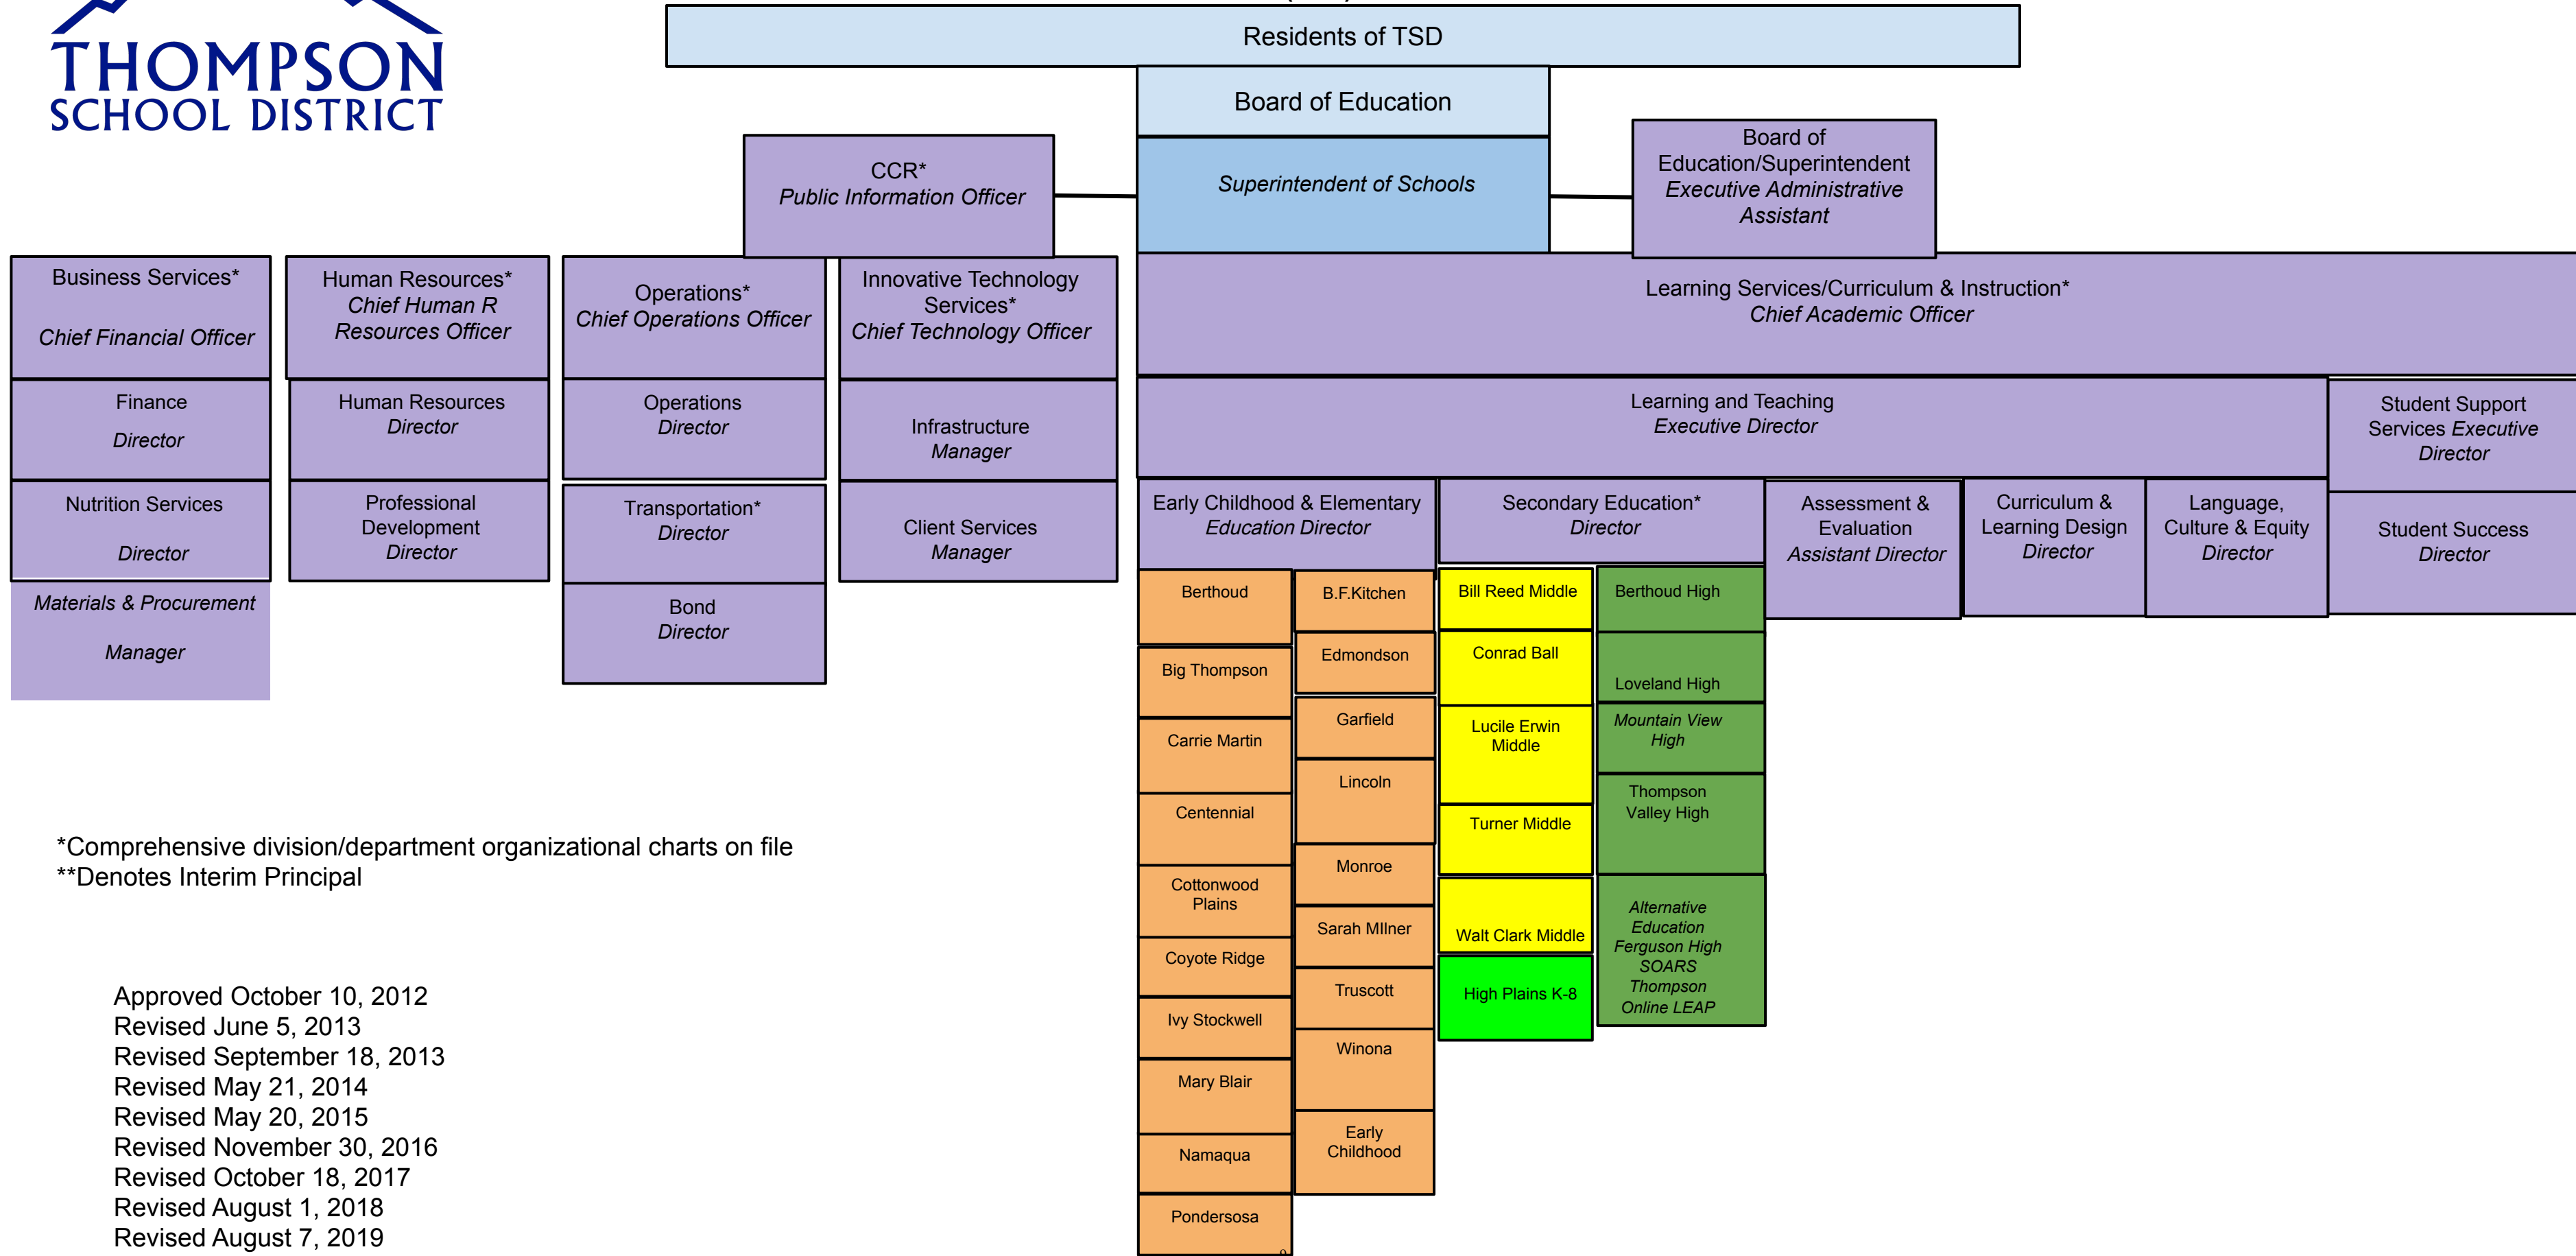 THOMPSON
SCHOOL DISTRICT
Residents of TSD
Board of Education
Superintendent of Schools
CCR*
Public Information Officer
Board of
Education/Superintendent
Executive Administrative
Assistant
Business Services*
Chief Financial Officer
Finance
Director
Nutrition Services
Director
Materials & Procurement
Manager
Human Resources*
Chief Human R
Resources Officer
Human Resources
Director
Professional
Development
Director
Operations*
Chief Operations Officer
Operations
Director
Transportation*
Director
Bond
Director
Innovative Technology
Services*
Chief Technology Officer
Infrastructure
Manager
Client Services
Manager
Learning Services/Curriculum & Instruction*
Chief Academic Officer
Learning and Teaching
Executive Director
Student Support
Services Executive
Director
Early Childhood & Elementary
Education Director
Secondary Education*
Director
Assessment &
Evaluation
Assistant Director
Curriculum &
Learning Design
Director
Language,
Culture & Equity
Director
Student Success
Director
Berthoud
Big Thompson
Carrie Martin
Centennial
Cottonwood
Plains
Coyote Ridge
Ivy Stockwell
Mary Blair
Namaqua
Pondersosa
B.F.Kitchen
Edmondson
Garfield
Lincoln
Monroe
Sarah MIlner
Truscott
Winona
Early
Childhood
Bill Reed Middle
Conrad Ball
Lucile Erwin
Middle
Turner Middle
Walt Clark Middle
High Plains K-8
Berthoud High
Loveland High
Mountain View
High
Thompson
Valley High
Alternative
Education
Ferguson High
SOARS
Thompson
Online LEAP
*Comprehensive division/department organizational charts on file
**Denotes Interim Principal
Approved October 10, 2012
Revised June 5, 2013
Revised September 18, 2013
Revised May 21, 2014
Revised May 20, 2015
Revised November 30, 2016
Revised October 18, 2017
Revised August 1, 2018
Revised August 7, 2019